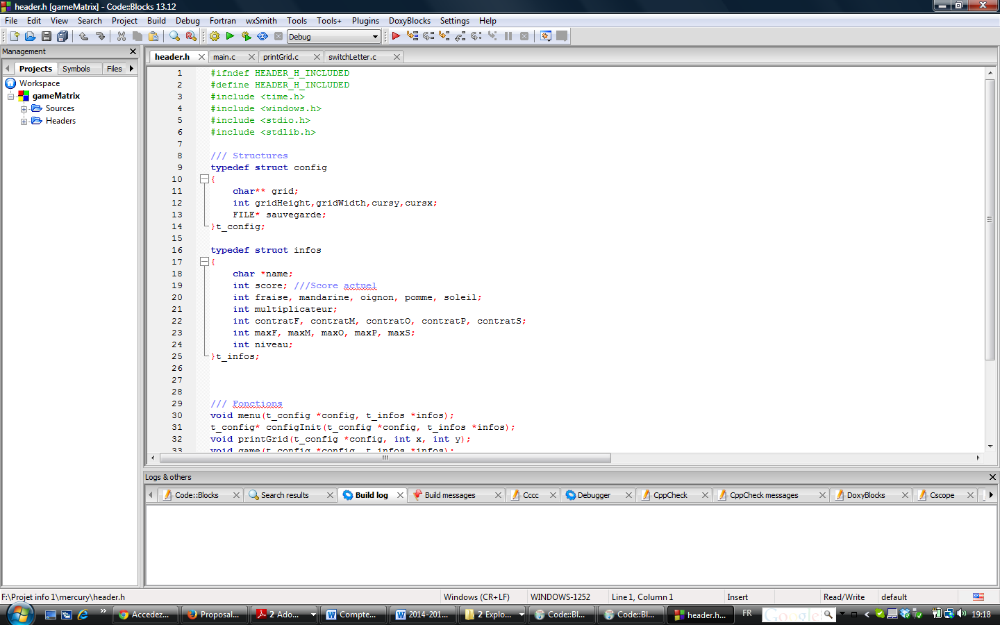 header.h [gameMatrix] - Code::Blocks 13.12
File Edit View Search Project Build Debug Fortran wxSmith Tools Tools+ Plugins DoxyBlocks Settings Help
Debug
Management
Projects Symbols Files
header.h main.c printGrid.c switchLetter.c
Workspace
gameMatrix
Sources
Headers
1 #ifndef HEADER_H_INCLUDED
2 #define HEADER_H_INCLUDED
3 #include <time.h>
4 #include <windows.h>
5 #include <stdio.h>
6 #include <stdlib.h>
7
8 /// Structures
9 typedef struct config
10 {
11 char** grid;
12 int gridHeight,gridWidth,cursy,cursx;
13 FILE* sauvegarde;
14 }t_config;
15
16 typedef struct infos
17 {
18 char *name;
19 int score; ///Score actuel
20 int fraise, mandarine, oignon, pomme, soleil;
21 int multiplicateur;
22 int contratF, contratM, contratO, contratP, contratS;
23 int maxF, maxM, maxO, maxP, maxS;
24 int niveau;
25 }t_infos;
26
27
28
29 /// Fonctions
30 void menu(t_config *config, t_infos *infos);
31 t_config* configInit(t_config *config, t_infos *infos);
32 void printGrid(t_config *config, int x, int y);
33 void game(t_config *config, t_infos *infos);
Logs & others
Code::Blocks Search results Build log Build messages Cccc Debugger CppCheck CppCheck messages DoxyBlocks Cscope
F:\Projet info 1\mercury\header.h Windows (CR+LF) WINDOWS-1252 Line 1, Column 1 Insert Read/Write default
Accedez... Proposal... 2 Ado... Compte... 2014-201... 2 Explo... Code::Bl... Code::Bl... header.h... FR Google 19:18